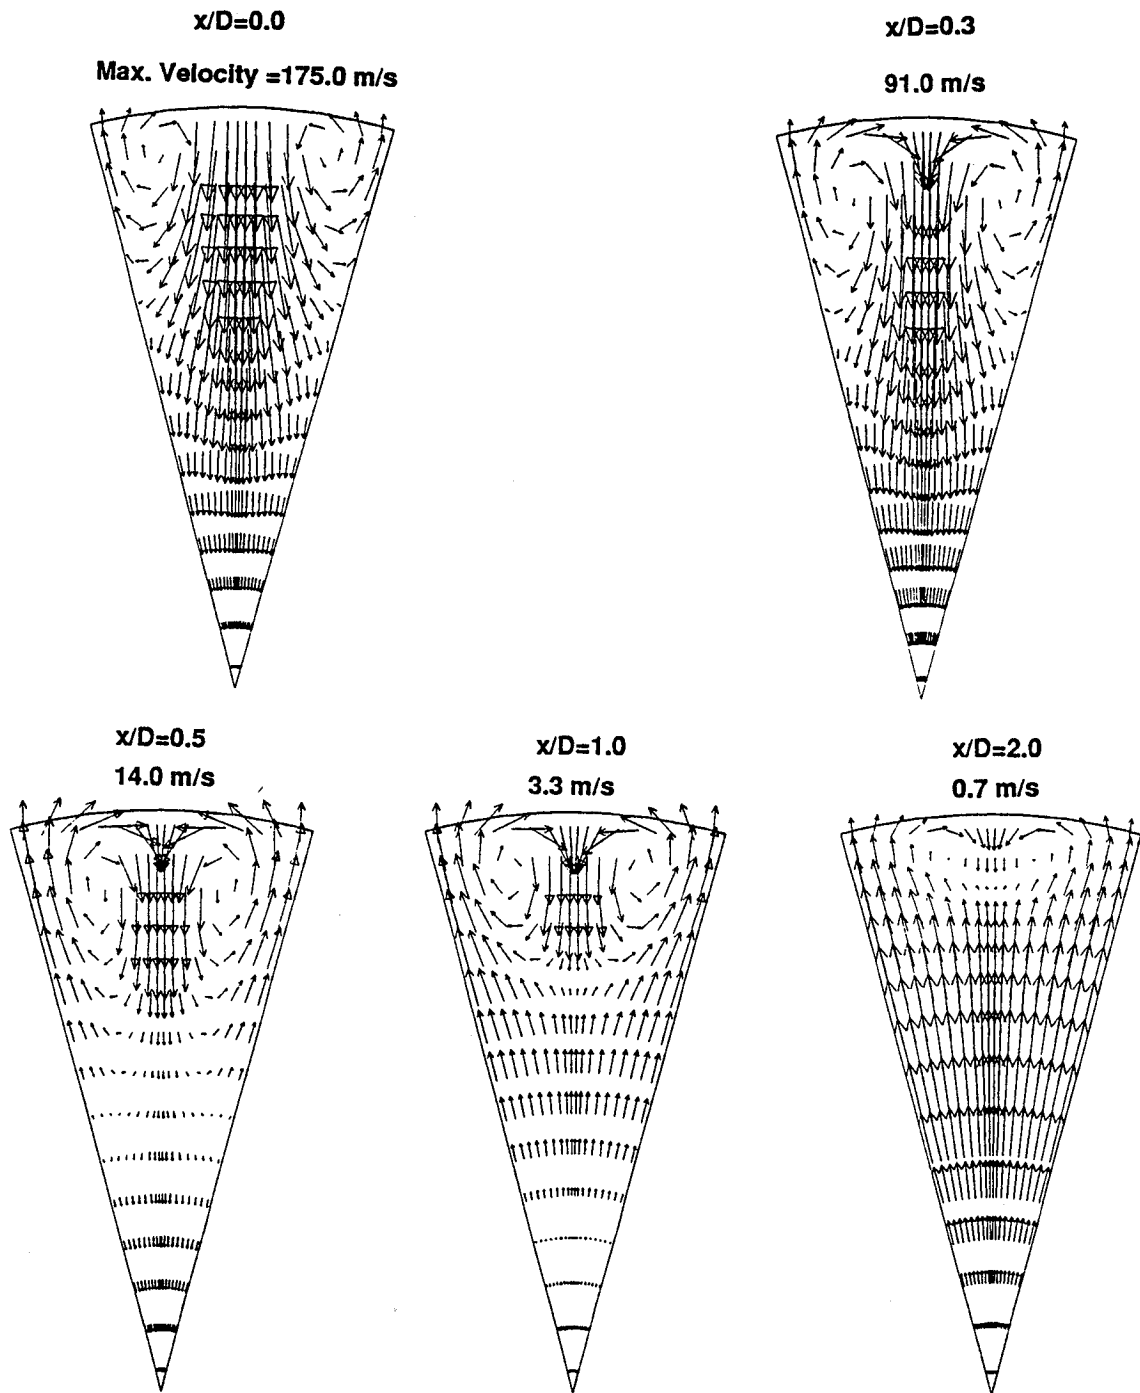 x/D=0.0
Max. Velocity =175.0 m/s
x/D=0.3
91.0 m/s
x/D=0.5
14.0 m/s
x/D=1.0
3.3 m/s
x/D=2.0
0.7 m/s